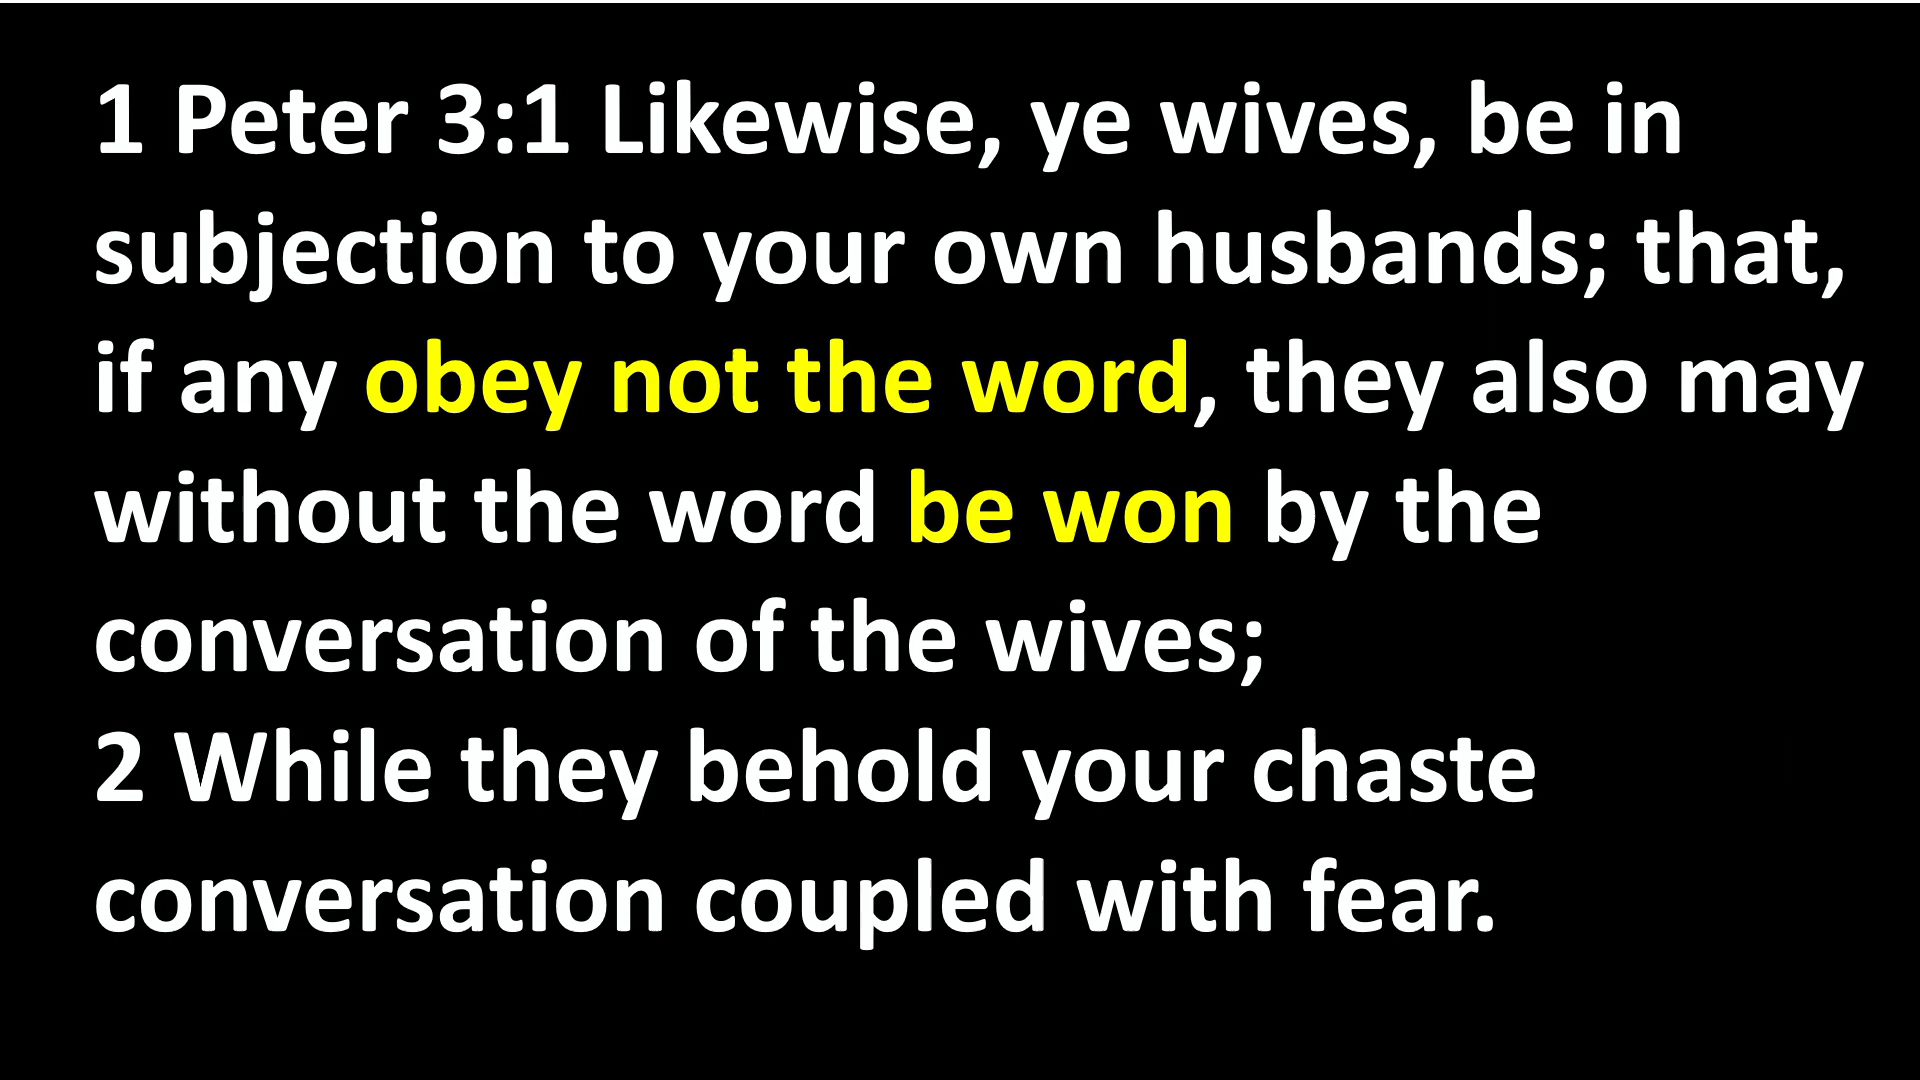 1 Peter 3:1 Likewise, ye wives, be in
subjection to your own husbands; that,
if any obey not the word, they also may
without the word be won by the
conversation of the wives;
2 While they behold your chaste
conversation coupled with fear.